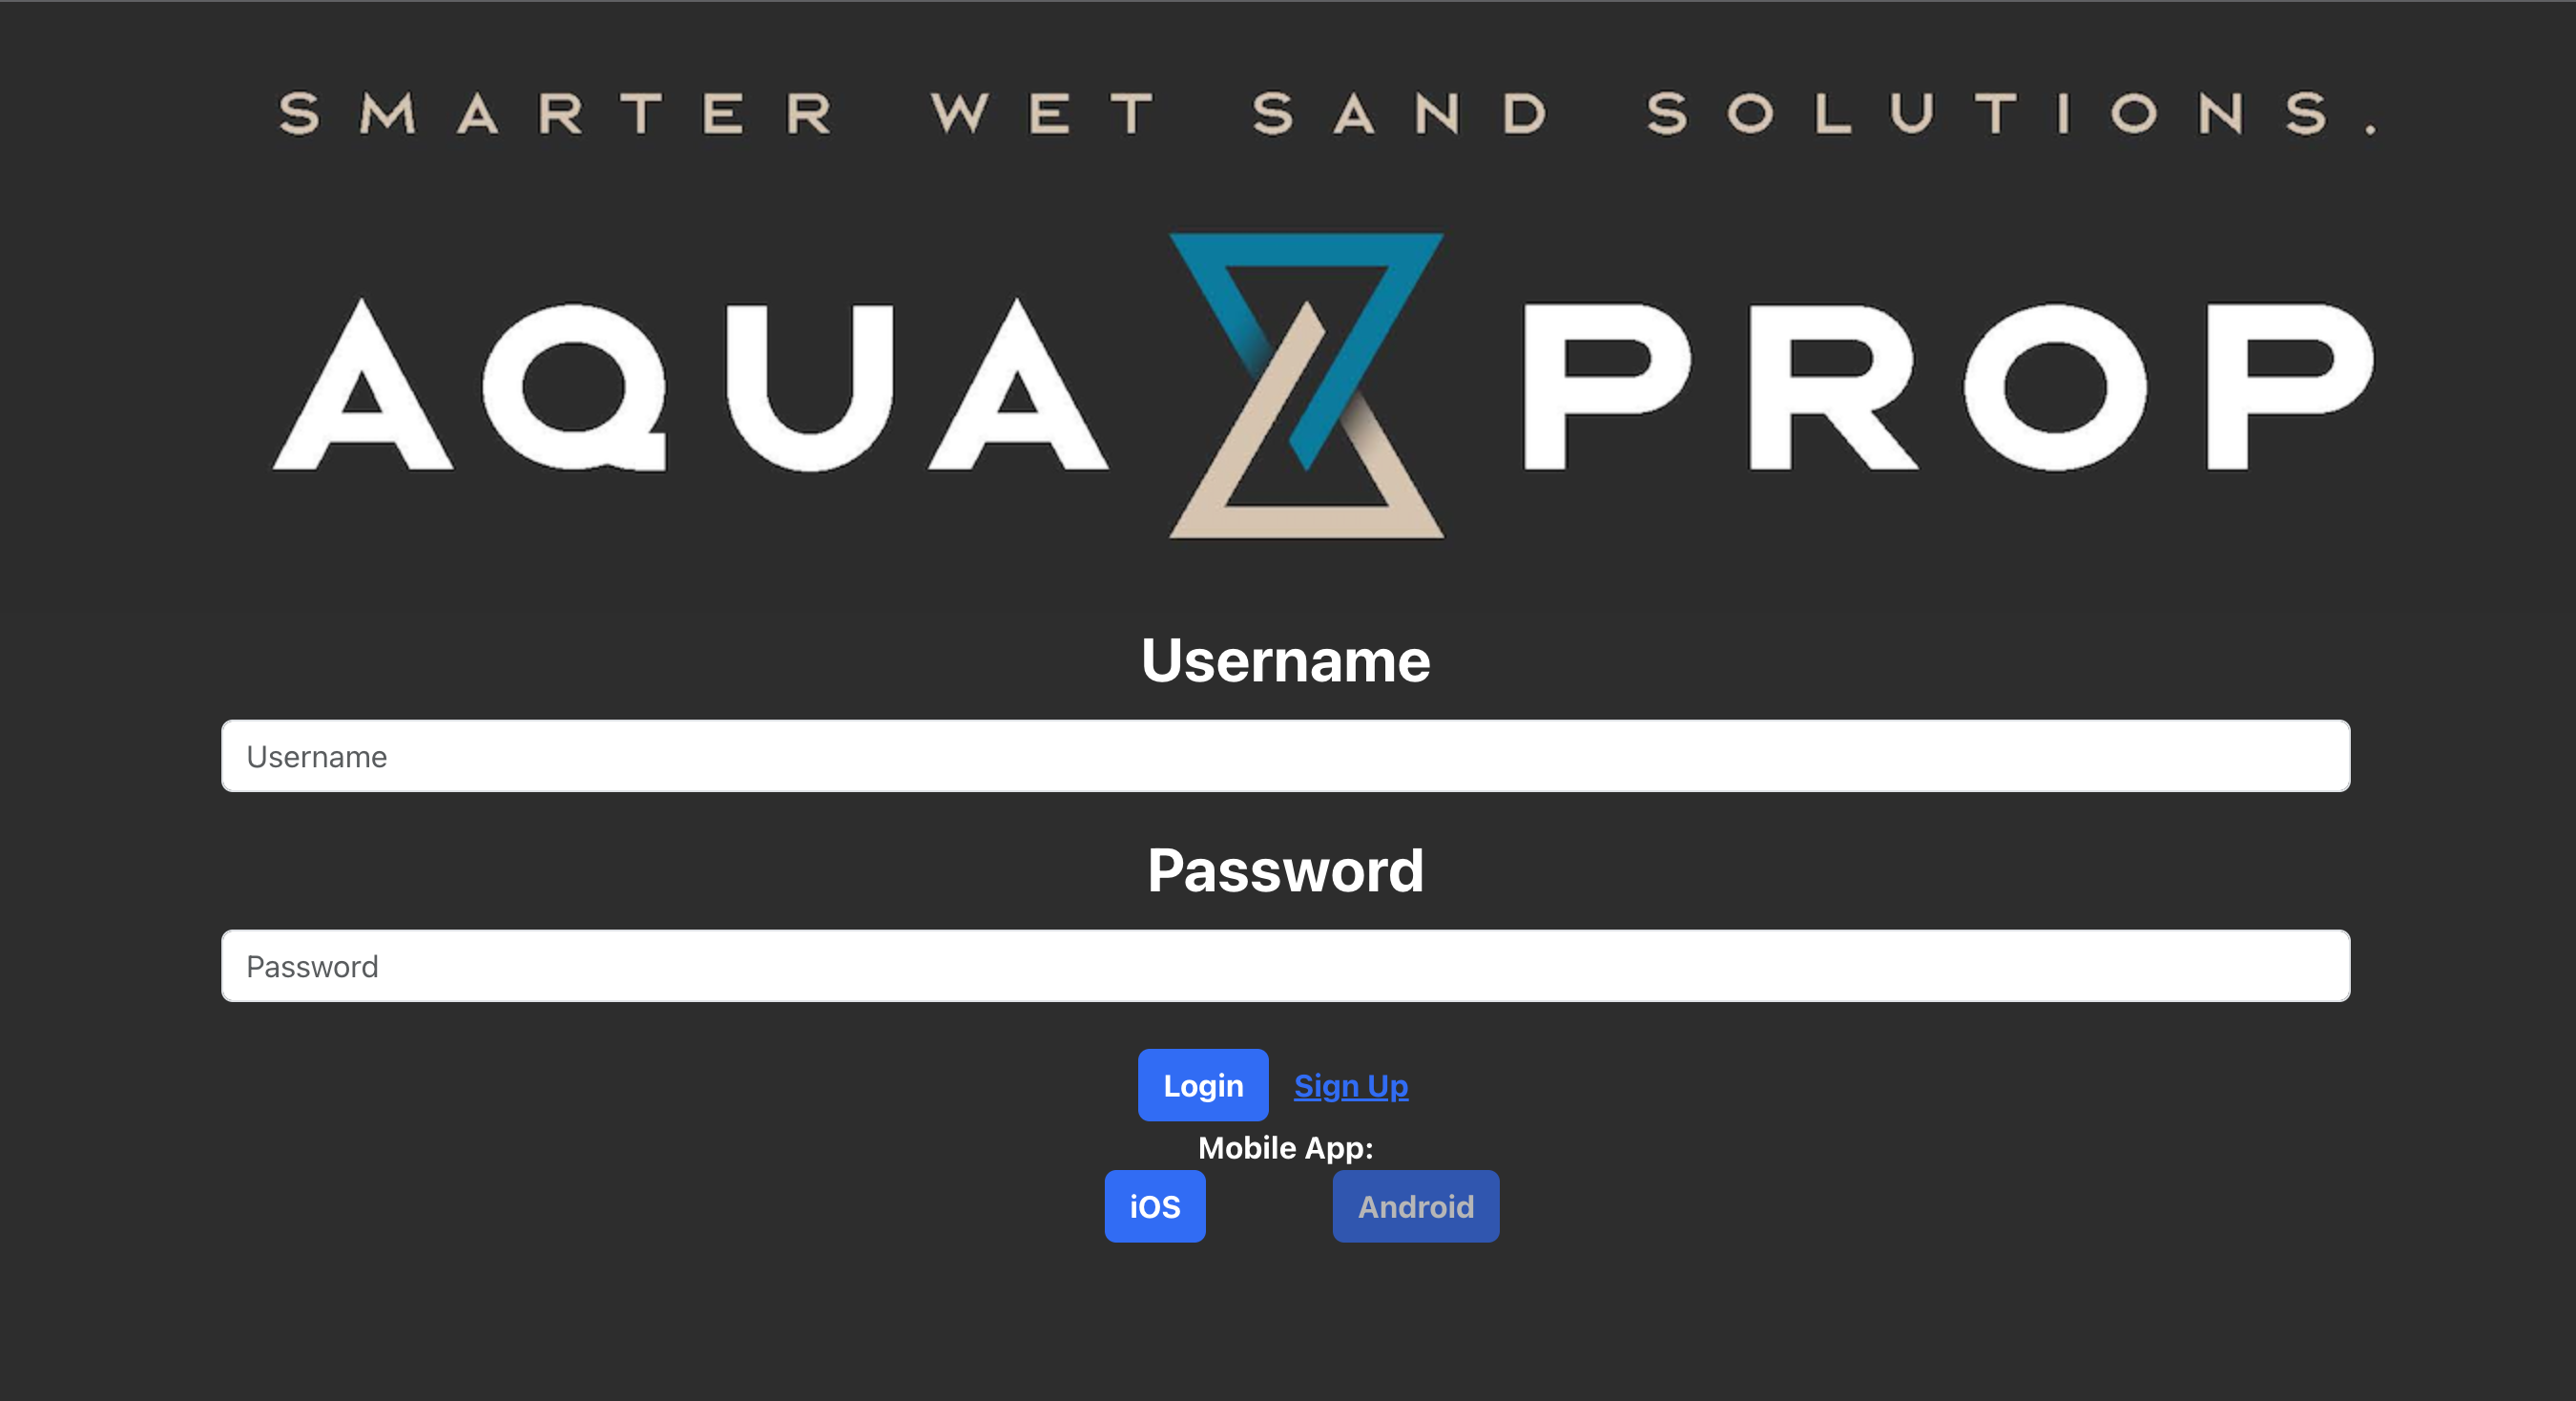 SMARTER WET SAND SOLUTIONS.
AQUA PROP
Username
Username
Password
Password
Login Sign Up
Mobile App:
iOS Android